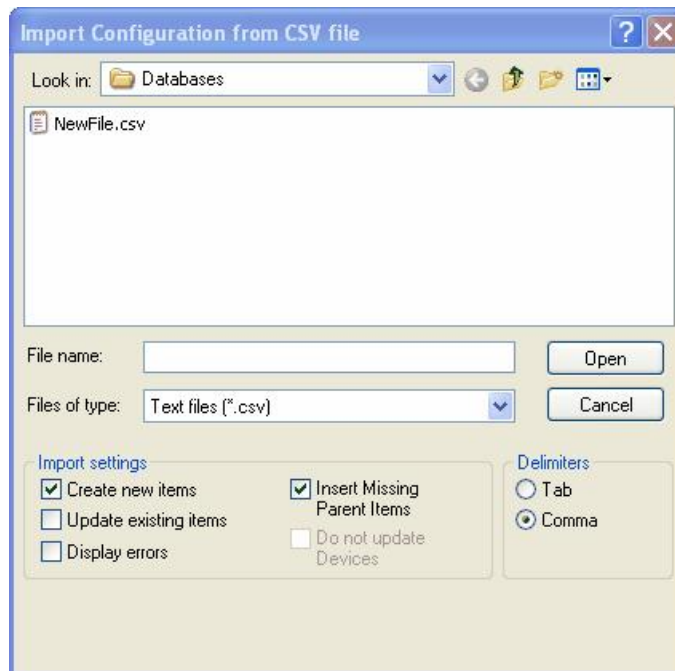 Import Configuration from CSV file
Look in: Databases
NewFile.csv
File name:
Open
Files of type: Text files (*.csv)
Cancel
Import settings
Create new items
Update existing items
Display errors
Insert Missing
Parent Items
Do not update
Devices
Delimiters
Tab
Comma